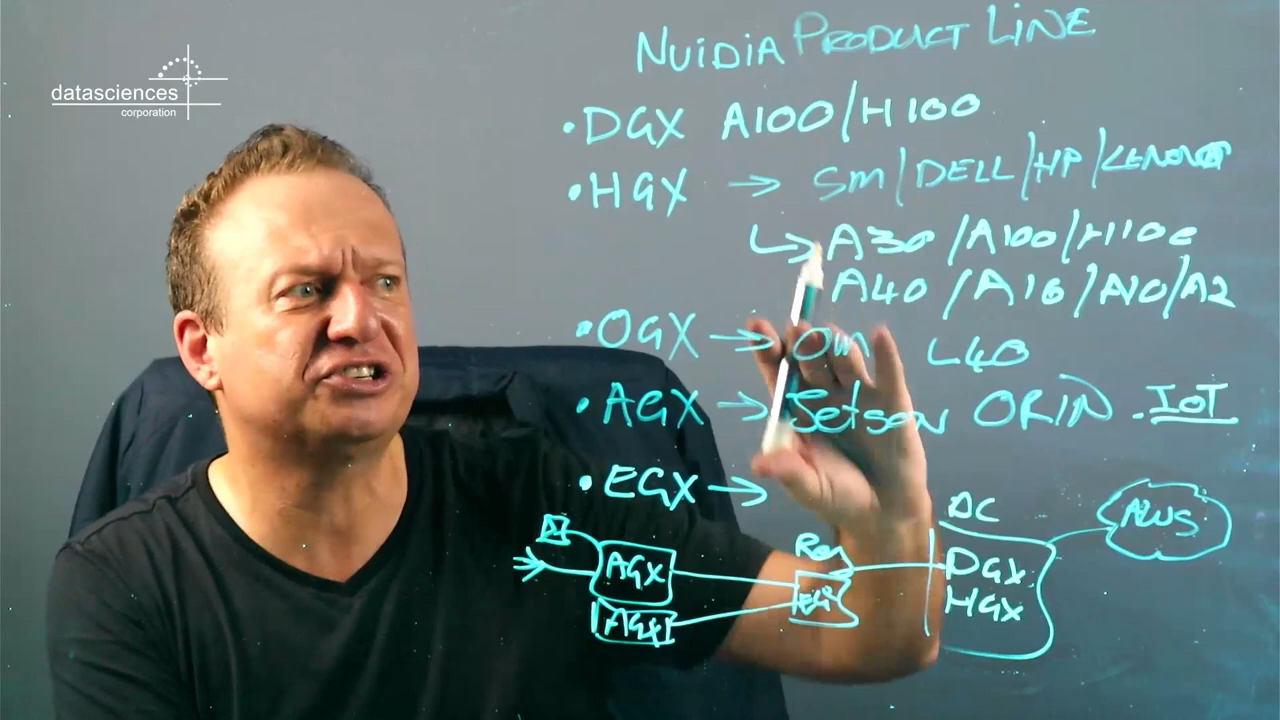 datasciences
corporation
NviDiA PRODUCT LINE
• DGX A100/H100
• HGX → Sm/DELL/HP/LENOVO
↳ A30/A100/H100
A40/A16/A10/A2
• OGX → Om L40
• AGX → Jetson ORIN . IoT
• EGX →
DC
AWS
AGX
DGX
HGX
AGX